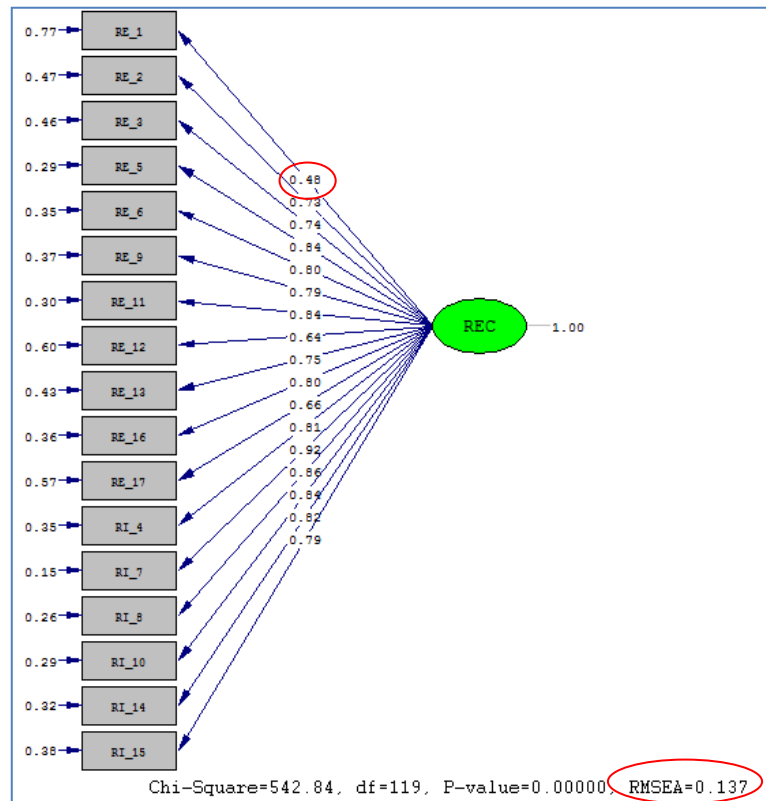 0.77 RE_1
0.47 RE_2
0.46 RE_3
0.29 RE_5
0.35 RE_6
0.37 RE_9
0.30 RE_11
0.60 RE_12
0.43 RE_13
0.36 RE_16
0.57 RE_17
0.35 RI_4
0.15 RI_7
0.26 RI_8
0.29 RI_10
0.32 RI_14
0.38 RI_15
0.48
0.73
0.74
0.84
0.80
0.79
0.84
0.64
0.75
0.80
0.66
0.81
0.92
0.86
0.84
0.82
0.79
REC 1.00
Chi-Square=542.84, df=119, P-value=0.00000, RMSEA=0.137